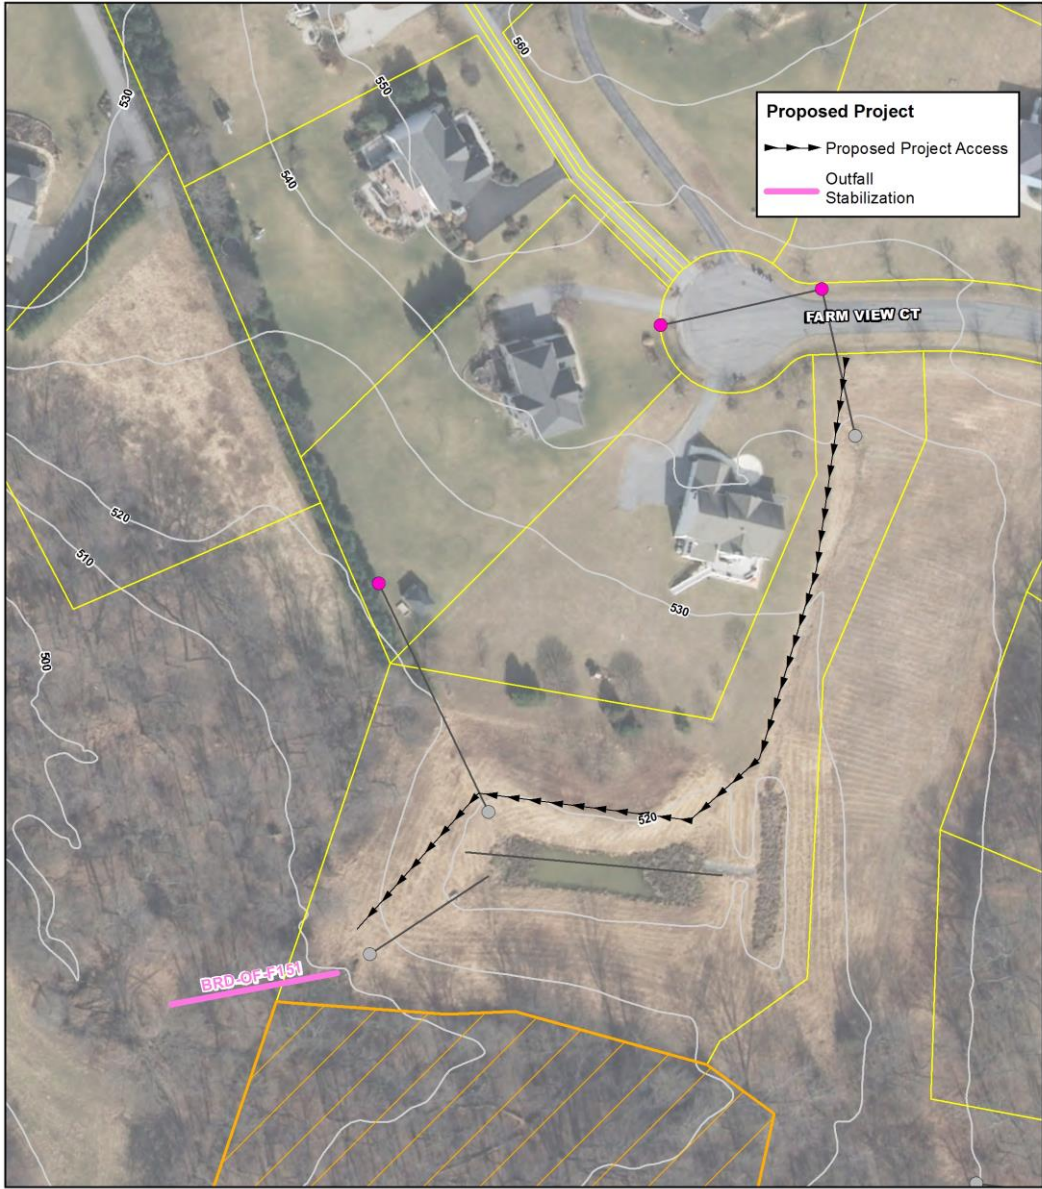 560
550
530
540
Proposed Project
Proposed Project Access
Outfall
Stabilization
FARM VIEW CT
520
510
530
500
520
BRD-OF-F151